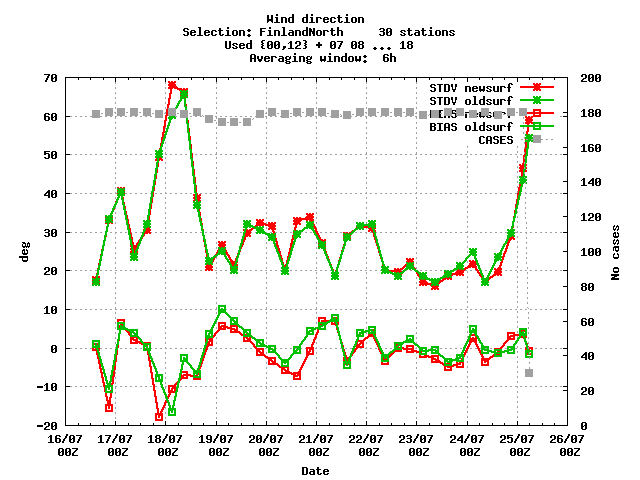 Wind direction
Selection: FinlandNorth 30 stations
Used {00,12} + 07 08 ... 18
Averaging window: 6h
STDV newsurf
STDV oldsurf
BIAS newsurf
BIAS oldsurf
CASES
70
60
50
40
30
20
10
0
-10
-20
deg
200
180
160
140
120
100
80
60
40
20
0
No cases
16/07 17/07 18/07 19/07 20/07 21/07 22/07 23/07 24/07 25/07 26/07
00Z 00Z 00Z 00Z 00Z 00Z 00Z 00Z 00Z 00Z 00Z
Date